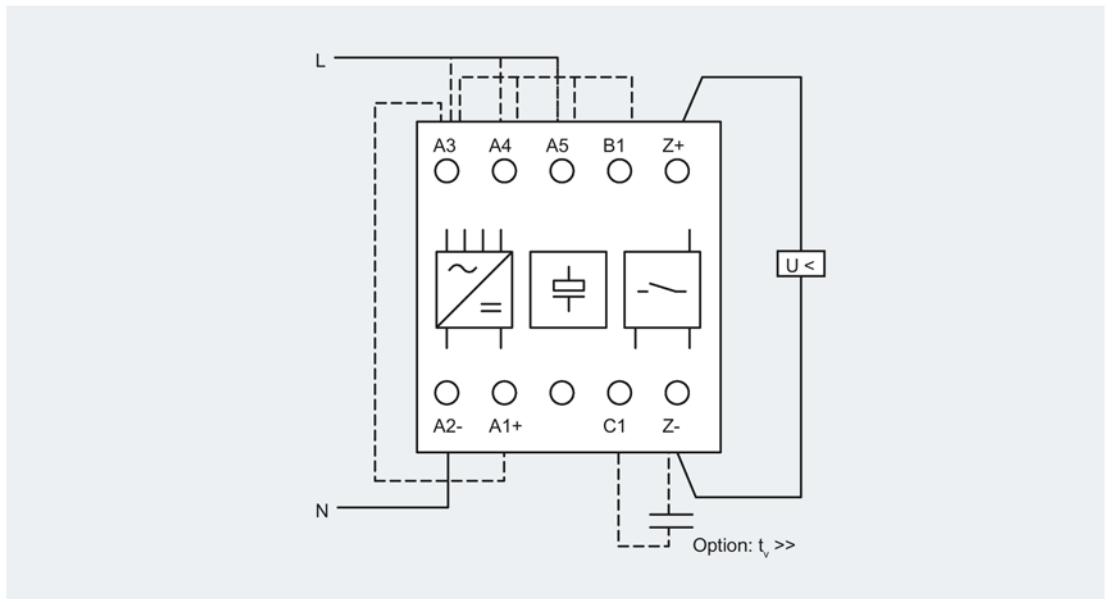 L
A3 A4 A5 B1 Z+
U <
A2- A1+ C1 Z-
N
Option: tv >>